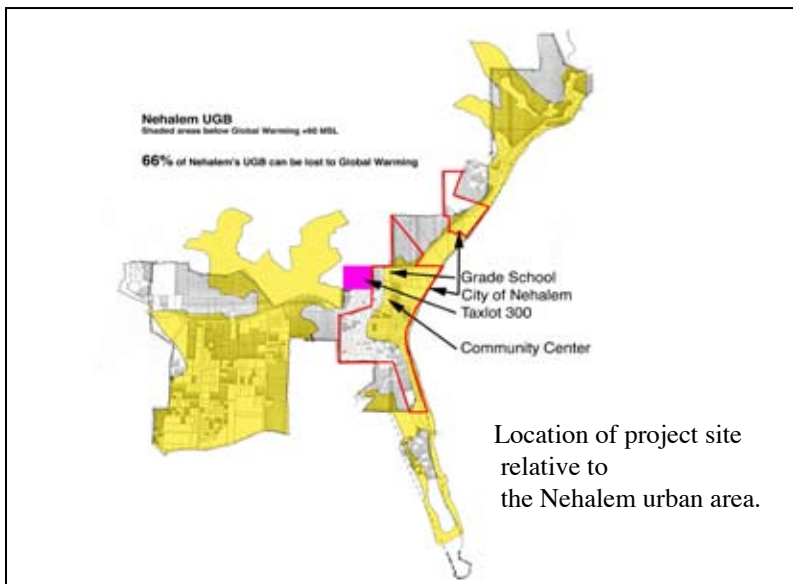 Nehalem UGB
Shaded areas below Global Warming +60 MSL
66% of Nehalem's UGB can be lost to Global Warming
Grade School
City of Nehalem
Taxlot 300
Community Center
Location of project site
relative to
the Nehalem urban area.